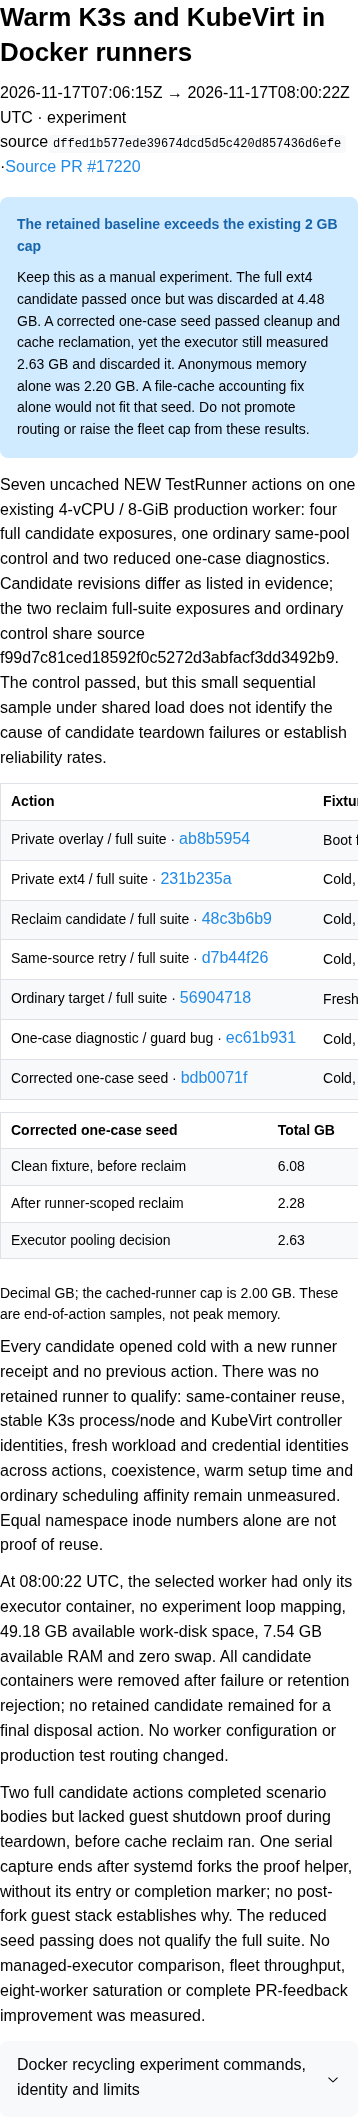 Warm K3s and KubeVirt in
Docker runners
2026-11-17T07:06:15Z → 2026-11-17T08:00:22Z
UTC · experiment
source dffed1b577ede39674dcd5d5c420d857436d6efe
·Source PR #17220
The retained baseline exceeds the existing 2 GB
cap
Keep this as a manual experiment. The full ext4
candidate passed once but was discarded at 4.48
GB. A corrected one-case seed passed cleanup and
cache reclamation, yet the executor still measured
2.63 GB and discarded it. Anonymous memory
alone was 2.20 GB. A file-cache accounting fix
alone would not fit that seed. Do not promote
routing or raise the fleet cap from these results.
Seven uncached NEW TestRunner actions on one
existing 4-vCPU / 8-GiB production worker: four
full candidate exposures, one ordinary same-pool
control and two reduced one-case diagnostics.
Candidate revisions differ as listed in evidence;
the two reclaim full-suite exposures and ordinary
control share source
f99d7c81ced18592f0c5272d3abfacf3dd3492b9.
The control passed, but this small sequential
sample under shared load does not identify the
cause of candidate teardown failures or establish
reliability rates.
Action Fixtur
Private overlay / full suite · ab8b5954 Boot f
Private ext4 / full suite · 231b235a Cold,
Reclaim candidate / full suite · 48c3b6b9 Cold,
Same-source retry / full suite · d7b44f26 Cold,
Ordinary target / full suite · 56904718 Fresh
One-case diagnostic / guard bug · ec61b931 Cold,
Corrected one-case seed · bdb0071f Cold,
Corrected one-case seed Total GB
Clean fixture, before reclaim 6.08
After runner-scoped reclaim 2.28
Executor pooling decision 2.63
Decimal GB; the cached-runner cap is 2.00 GB. These
are end-of-action samples, not peak memory.
Every candidate opened cold with a new runner
receipt and no previous action. There was no
retained runner to qualify: same-container reuse,
stable K3s process/node and KubeVirt controller
identities, fresh workload and credential identities
across actions, coexistence, warm setup time and
ordinary scheduling affinity remain unmeasured.
Equal namespace inode numbers alone are not
proof of reuse.
At 08:00:22 UTC, the selected worker had only its
executor container, no experiment loop mapping,
49.18 GB available work-disk space, 7.54 GB
available RAM and zero swap. All candidate
containers were removed after failure or retention
rejection; no retained candidate remained for a
final disposal action. No worker configuration or
production test routing changed.
Two full candidate actions completed scenario
bodies but lacked guest shutdown proof during
teardown, before cache reclaim ran. One serial
capture ends after systemd forks the proof helper,
without its entry or completion marker; no post-
fork guest stack establishes why. The reduced
seed passing does not qualify the full suite. No
managed-executor comparison, fleet throughput,
eight-worker saturation or complete PR-feedback
improvement was measured.
Docker recycling experiment commands,
identity and limits